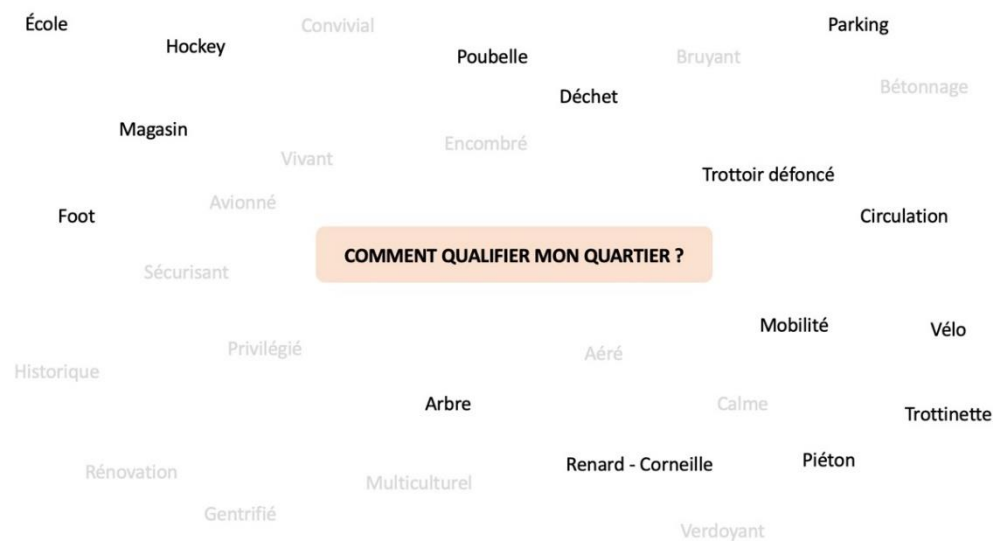 École
Convivial
Parking
Hockey
Poubelle
Bruyant
Bétonnage
Déchet
Magasin
Encombré
Vivant
Trottoir défoncé
Avionné
Foot
Circulation
COMMENT QUALIFIER MON QUARTIER ?
Sécurisant
Mobilité
Vélo
Privilégié
Aéré
Historique
Arbre
Calme
Trottinette
Renard - Corneille
Piéton
Rénovation
Multiculturel
Gentrifié
Verdoyant